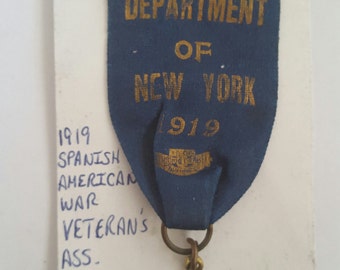 DEPARTMENT
OF
NEW YORK
1919
1919
SPANISH
AMERICAN
WAR
VETERAN'S
ASS.